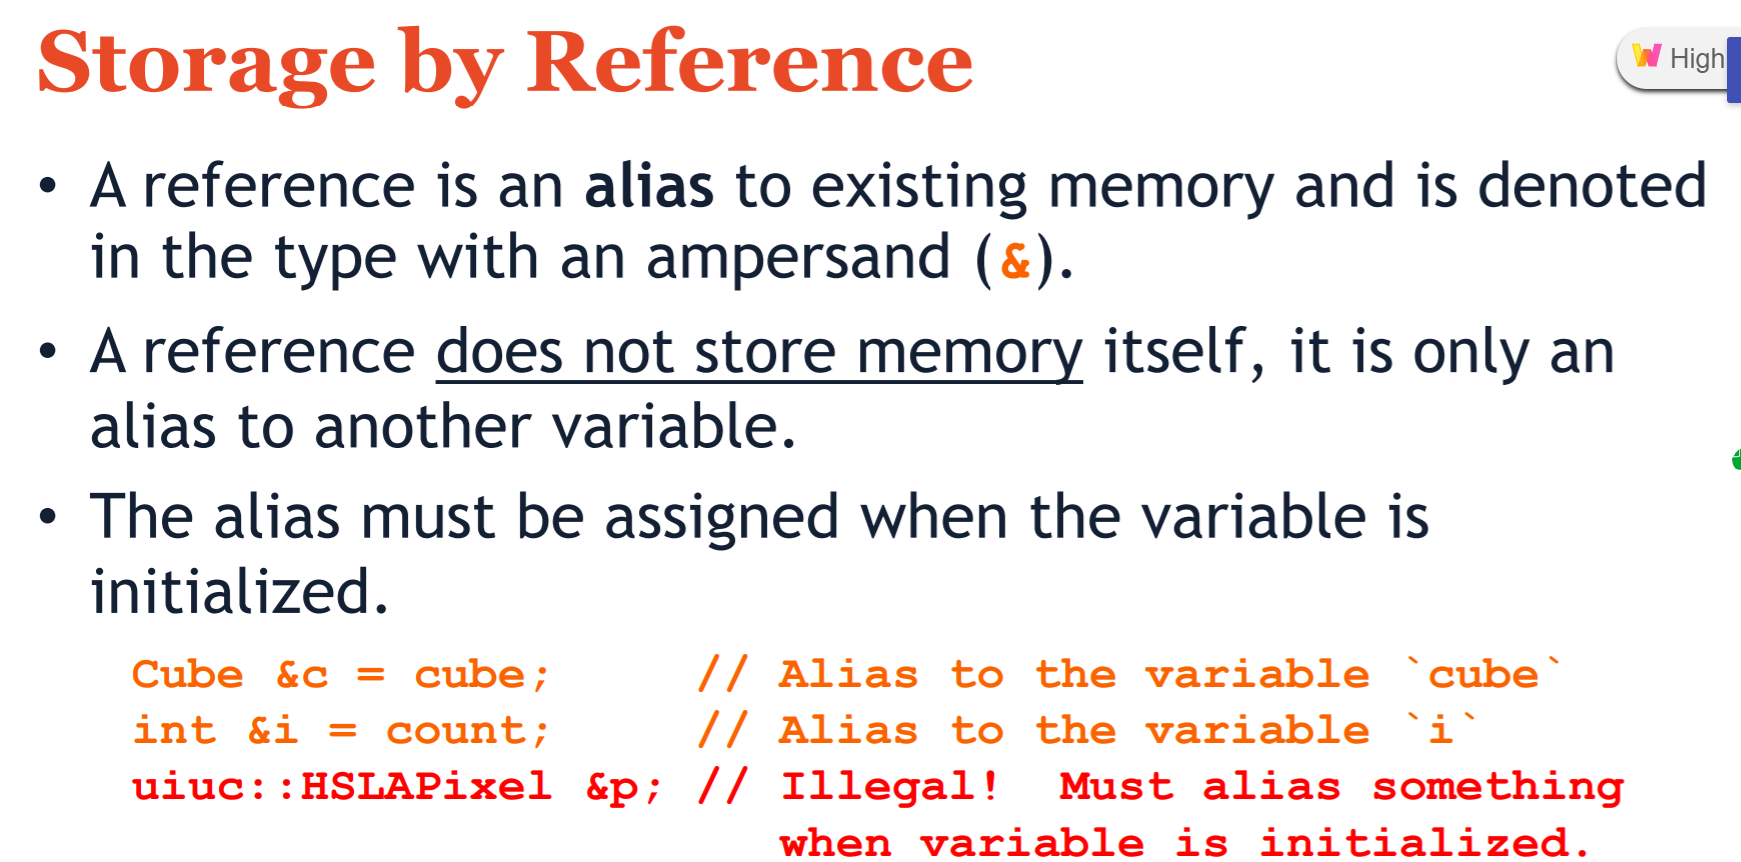 Storage by Reference
High
• A reference is an alias to existing memory and is denoted
in the type with an ampersand (&).
• A reference does not store memory itself, it is only an
alias to another variable.
• The alias must be assigned when the variable is
initialized.
Cube &c = cube; // Alias to the variable `cube`
int &i = count; // Alias to the variable `i`
uiuc::HSLAPixel &p; // Illegal! Must alias something
when variable is initialized.